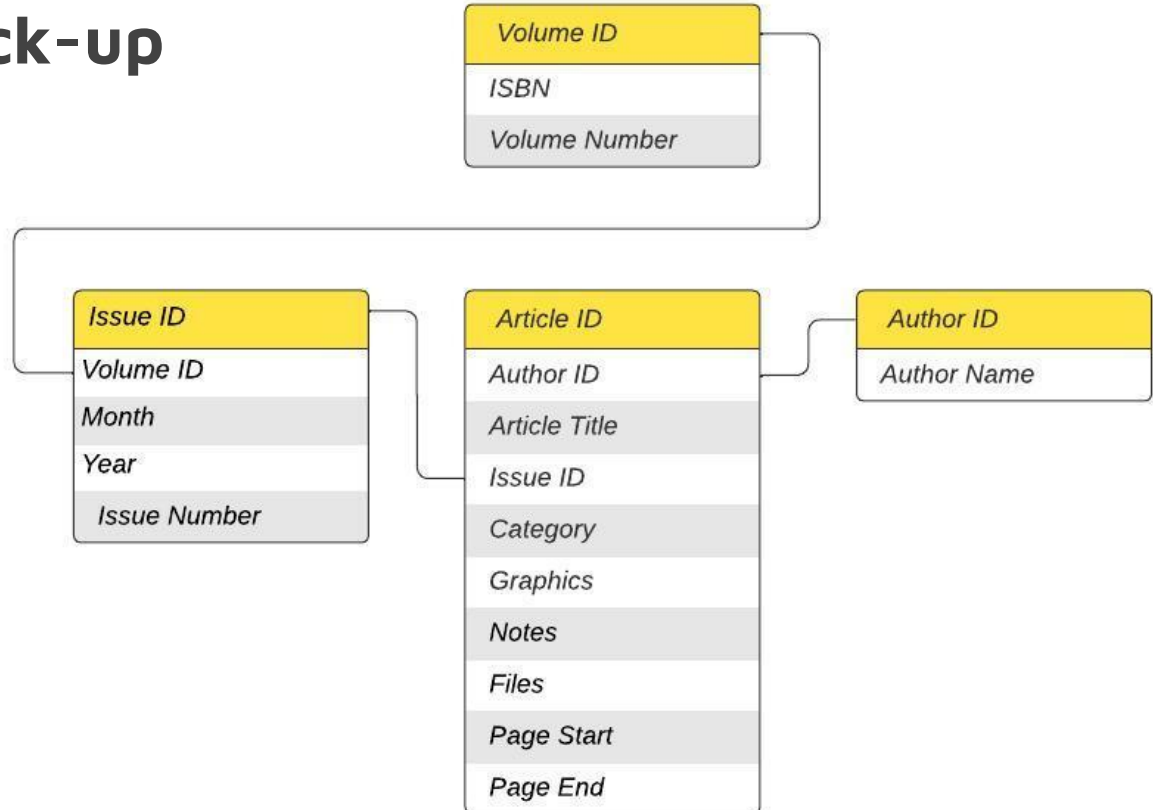 ck-up
Volume ID
ISBN
Volume Number
Issue ID
Volume ID
Month
Year
Issue Number
Article ID
Author ID
Article Title
Issue ID
Category
Graphics
Notes
Files
Page Start
Page End
Author ID
Author Name